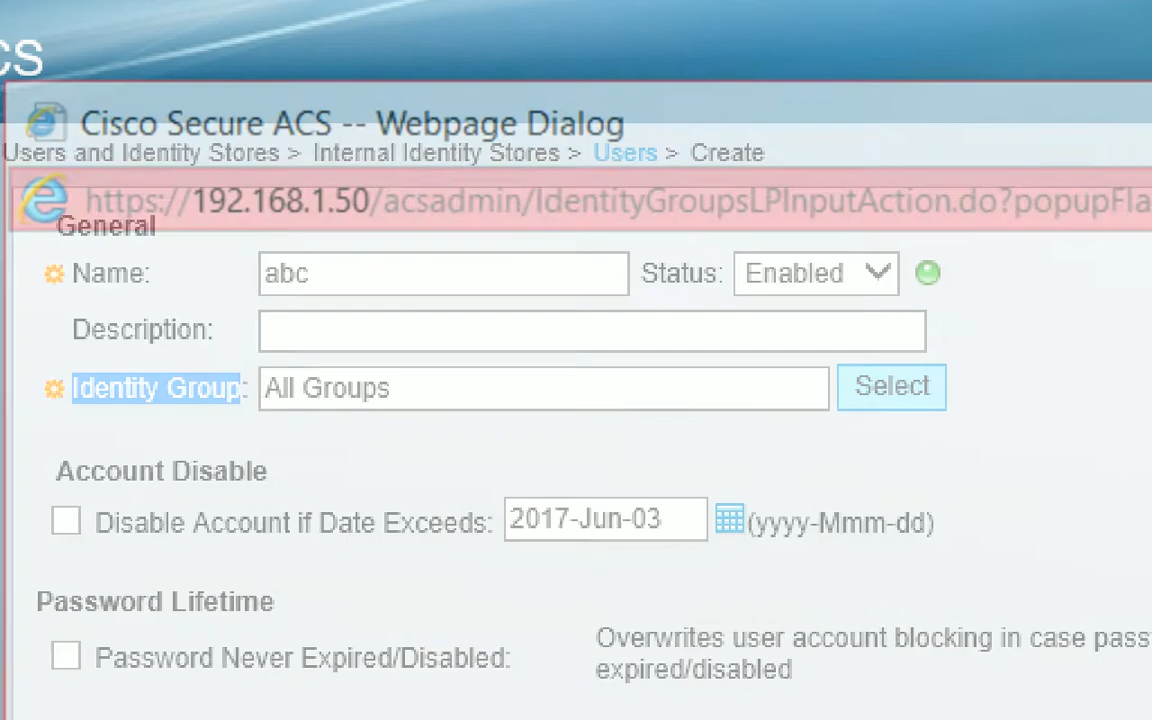 CS
Cisco Secure ACS -- Webpage Dialog
Users and Identity Stores > Internal Identity Stores > Users > Create
https://192.168.1.50/acsadmin/IdentityGroupsLPInputAction.do?popupFla
General
Name: abc Status: Enabled
Description:
Identity Group: All Groups Select
Account Disable
Disable Account if Date Exceeds: 2017-Jun-03 (yyyy-Mmm-dd)
Password Lifetime
Password Never Expired/Disabled: Overwrites user account blocking in case pass
expired/disabled